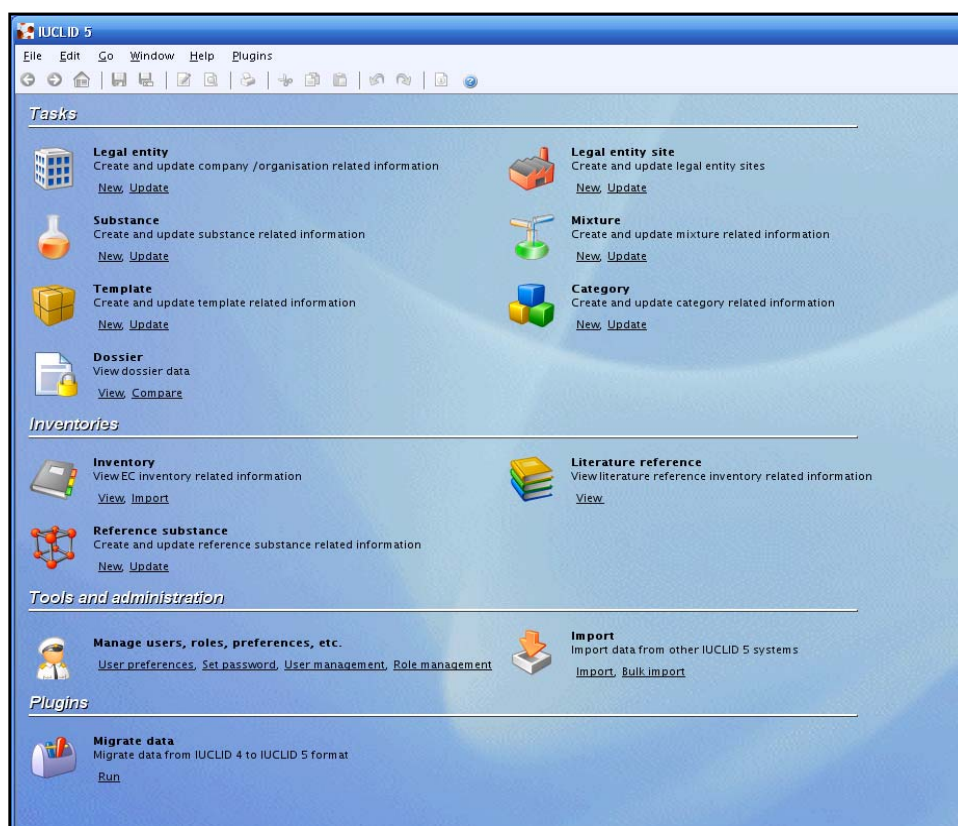 IUCLID 5
File Edit Go Window Help Plugins
Tasks
Legal entity
Create and update company /organisation related information
New, Update
Legal entity site
Create and update legal entity sites
New, Update
Substance
Create and update substance related information
New, Update
Mixture
Create and update mixture related information
New, Update
Template
Create and update template related information
New, Update
Category
Create and update category related information
New, Update
Dossier
View dossier data
View, Compare
Inventories
Inventory
View EC inventory related information
View, Import
Literature reference
View literature reference inventory related information
View
Reference substance
Create and update reference substance related information
New, Update
Tools and administration
Manage users, roles, preferences, etc.
User preferences, Set password, User management, Role management
Import
Import data from other IUCLID 5 systems
Import, Bulk import
Plugins
Migrate data
Migrate data from IUCLID 4 to IUCLID 5 format
Run